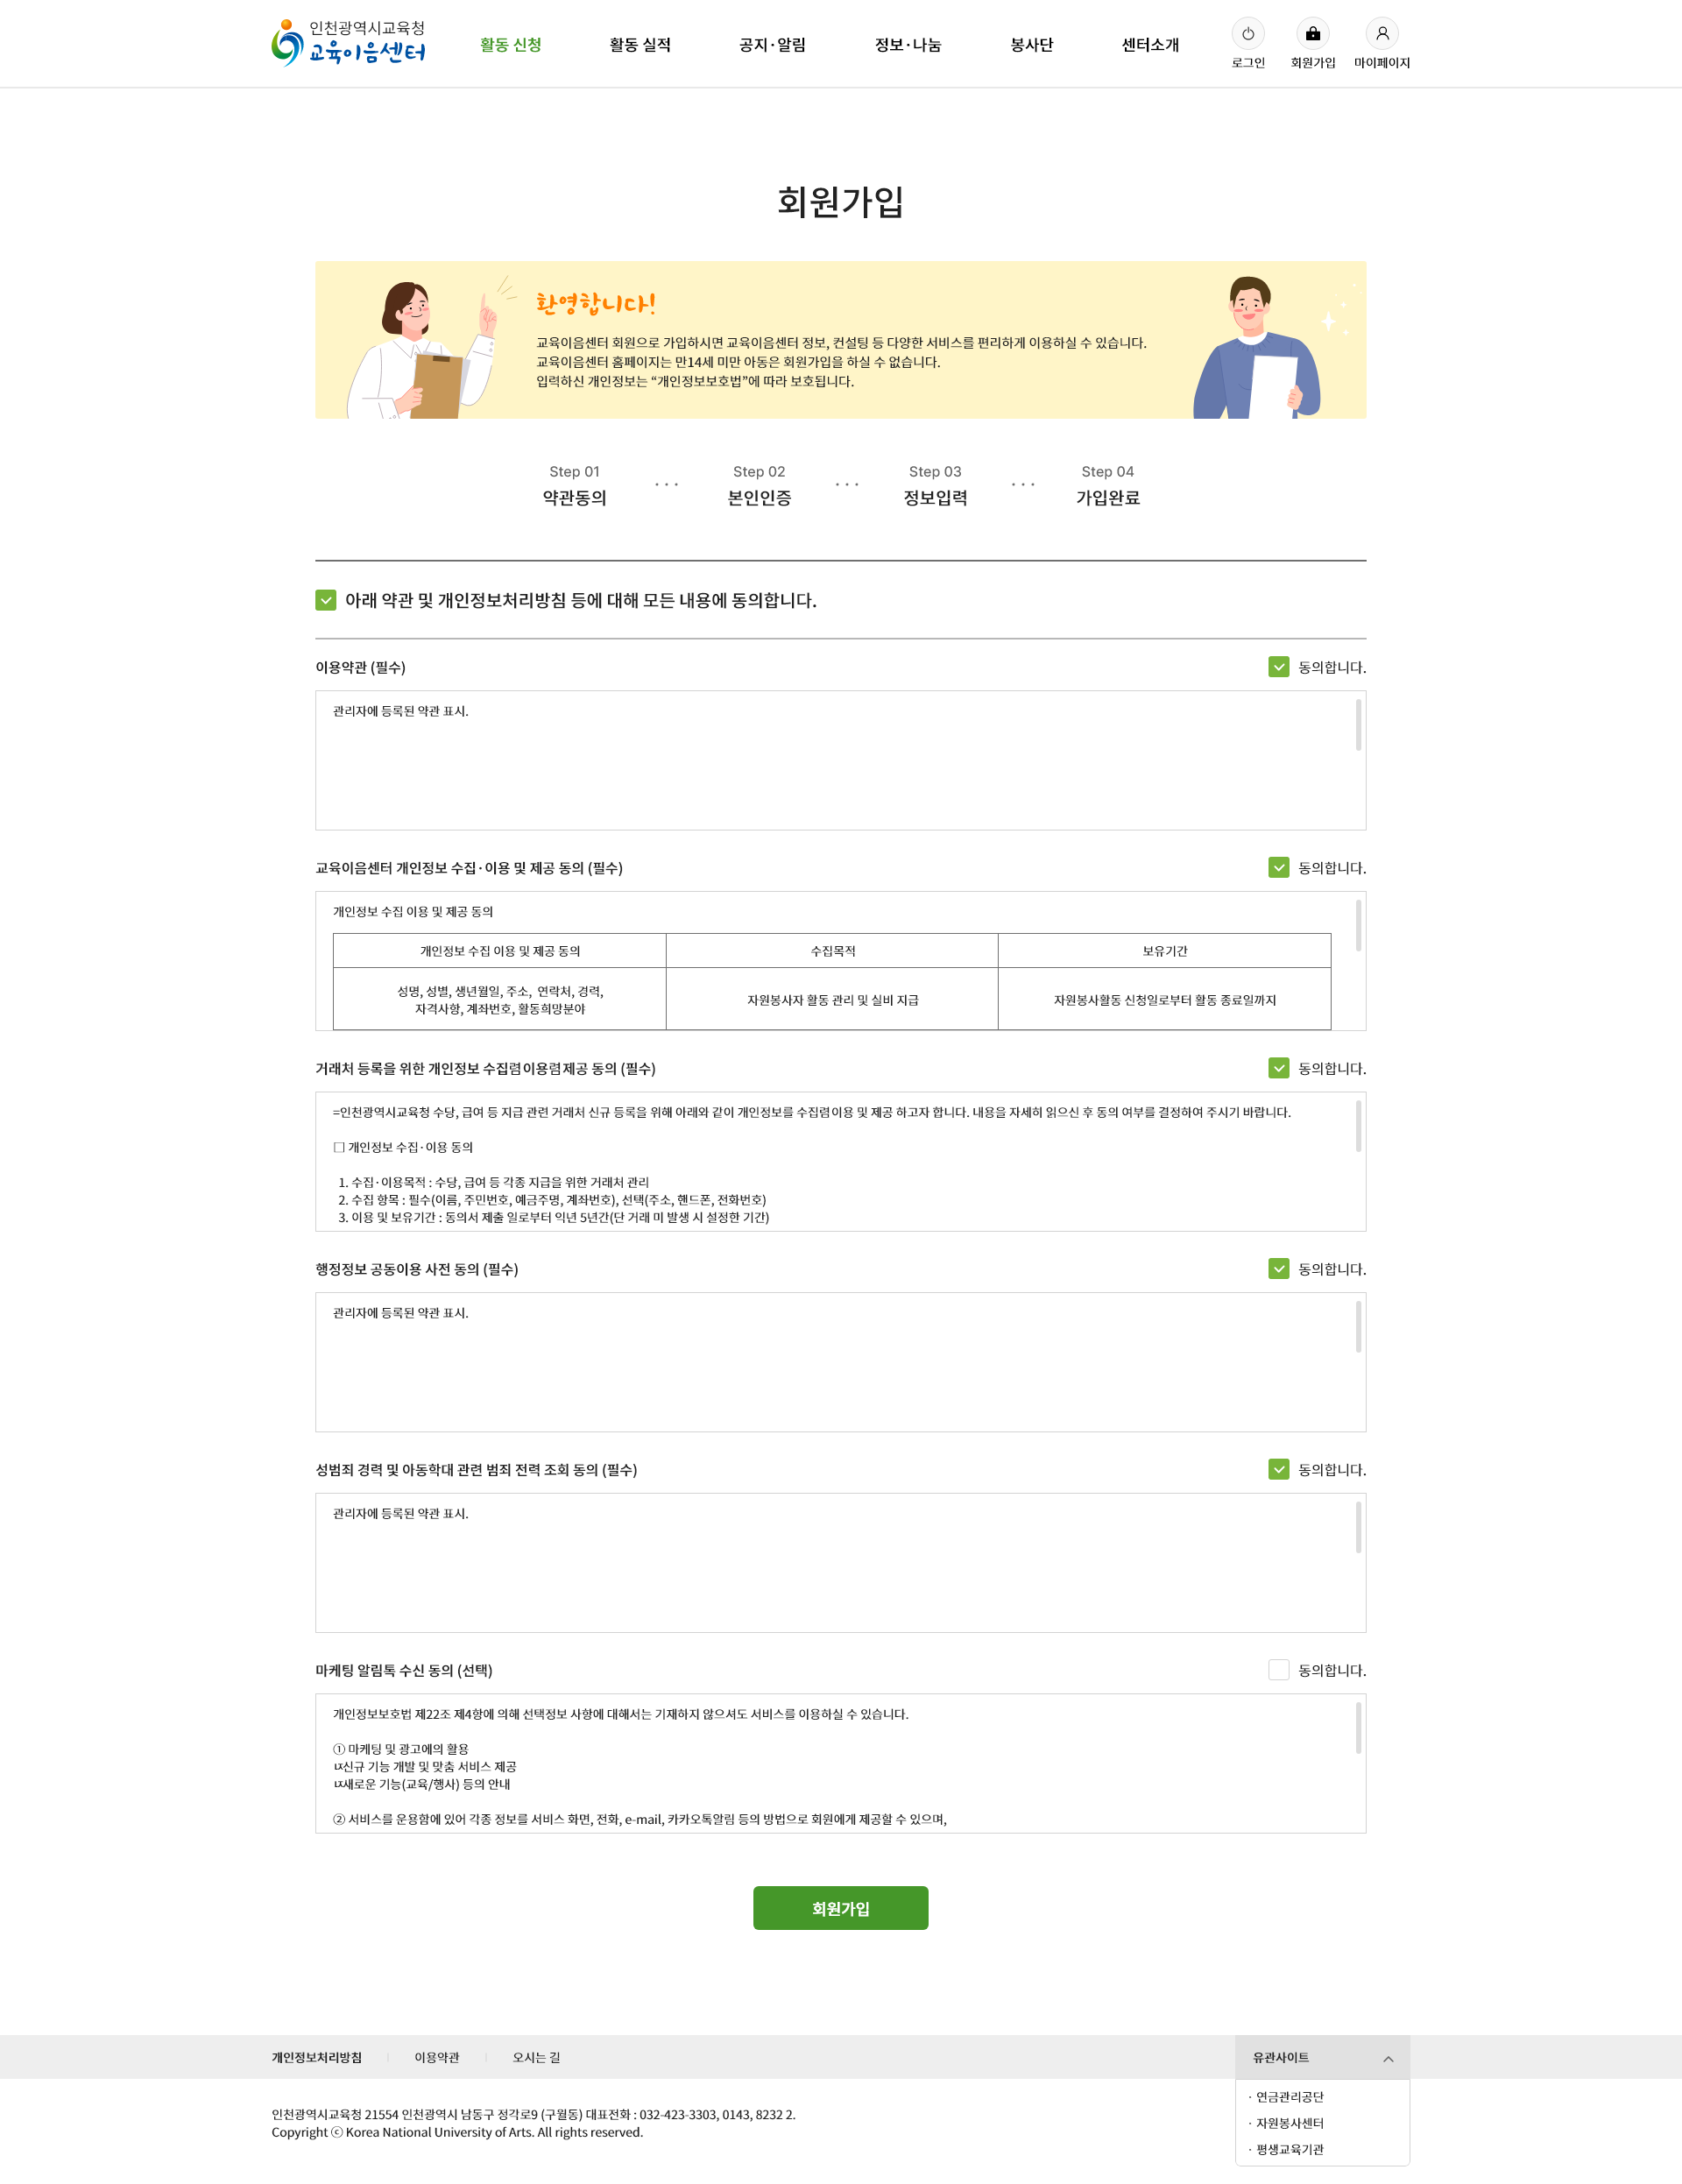 인천광역시교육청
교육이음센터
활동 신청
활동 실적
공지·알림
정보·나눔
봉사단
센터소개
로그인
회원가입
마이페이지
회원가입
환영합니다!
교육이음센터 회원으로 가입하시면 교육이음센터 정보, 컨설팅 등 다양한 서비스를 편리하게 이용하실 수 있습니다.
교육이음센터 홈페이지는 만14세 미만 아동은 회원가입을 하실 수 없습니다.
입력하신 개인정보는 “개인정보보호법”에 따라 보호됩니다.
Step 01
약관동의
···
Step 02
본인인증
···
Step 03
정보입력
···
Step 04
가입완료
아래 약관 및 개인정보처리방침 등에 대해 모든 내용에 동의합니다.
이용약관 (필수)
동의합니다.
관리자에 등록된 약관 표시.
교육이음센터 개인정보 수집·이용 및 제공 동의 (필수)
동의합니다.
개인정보 수집 이용 및 제공 동의
개인정보 수집 이용 및 제공 동의
수집목적
보유기간
성명, 성별, 생년월일, 주소, 연락처, 경력,
자격사항, 계좌번호, 활동희망분야
자원봉사자 활동 관리 및 실비 지급
자원봉사활동 신청일로부터 활동 종료일까지
거래처 등록을 위한 개인정보 수집렴이용렴제공 동의 (필수)
동의합니다.
=인천광역시교육청 수당, 급여 등 지급 관련 거래처 신규 등록을 위해 아래와 같이 개인정보를 수집렴이용 및 제공 하고자 합니다. 내용을 자세히 읽으신 후 동의 여부를 결정하여 주시기 바랍니다.
□ 개인정보 수집·이용 동의
1. 수집·이용목적 : 수당, 급여 등 각종 지급을 위한 거래처 관리
2. 수집 항목 : 필수(이름, 주민번호, 예금주명, 계좌번호), 선택(주소, 핸드폰, 전화번호)
3. 이용 및 보유기간 : 동의서 제출 일로부터 익년 5년간(단 거래 미 발생 시 설정한 기간)
행정정보 공동이용 사전 동의 (필수)
동의합니다.
관리자에 등록된 약관 표시.
성범죄 경력 및 아동학대 관련 범죄 전력 조회 동의 (필수)
동의합니다.
관리자에 등록된 약관 표시.
마케팅 알림톡 수신 동의 (선택)
동의합니다.
개인정보보호법 제22조 제4항에 의해 선택정보 사항에 대해서는 기재하지 않으셔도 서비스를 이용하실 수 있습니다.
① 마케팅 및 광고에의 활용
신규 기능 개발 및 맞춤 서비스 제공
새로운 기능(교육/행사) 등의 안내
② 서비스를 운용함에 있어 각종 정보를 서비스 화면, 전화, e-mail, 카카오톡알림 등의 방법으로 회원에게 제공할 수 있으며,
회원가입
개인정보처리방침
이용약관
오시는 길
유관사이트
· 연금관리공단
· 자원봉사센터
· 평생교육기관
인천광역시교육청 21554 인천광역시 남동구 정각로9 (구월동) 대표전화 : 032-423-3303, 0143, 8232 2.
Copyright ⓒ Korea National University of Arts. All rights reserved.